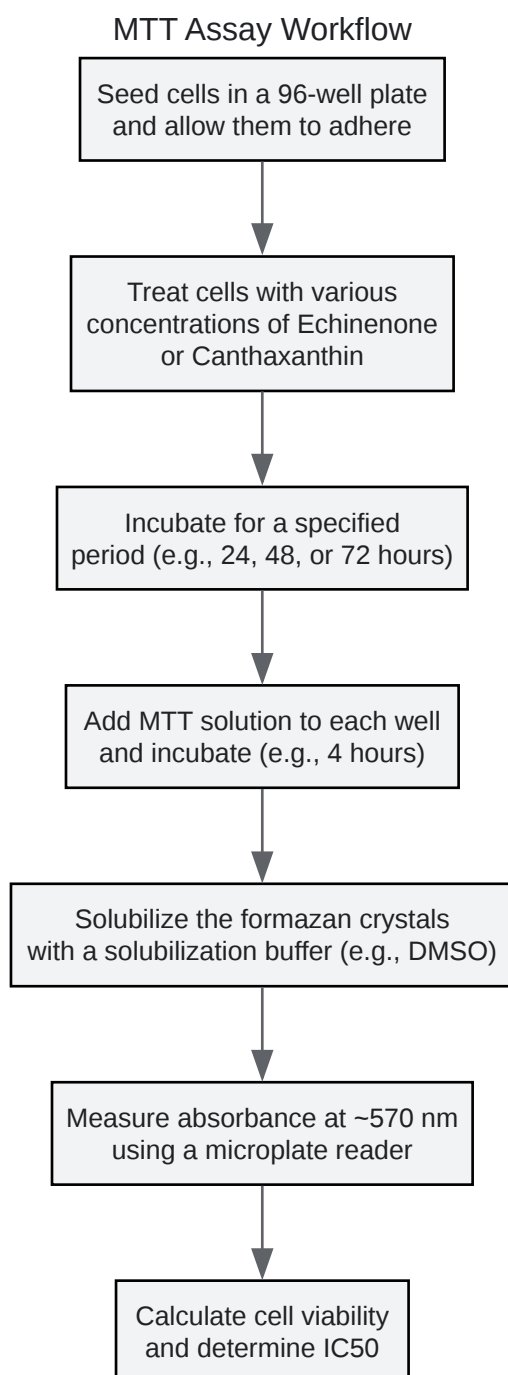 MTT Assay Workflow
Seed cells in a 96-well plate
and allow them to adhere
Treat cells with various
concentrations of Echinenone
or Canthaxanthin
Incubate for a specified
period (e.g., 24, 48, or 72 hours)
Add MTT solution to each well
and incubate (e.g., 4 hours)
Solubilize the formazan crystals
with a solubilization buffer (e.g., DMSO)
Measure absorbance at ~570 nm
using a microplate reader
Calculate cell viability
and determine IC50